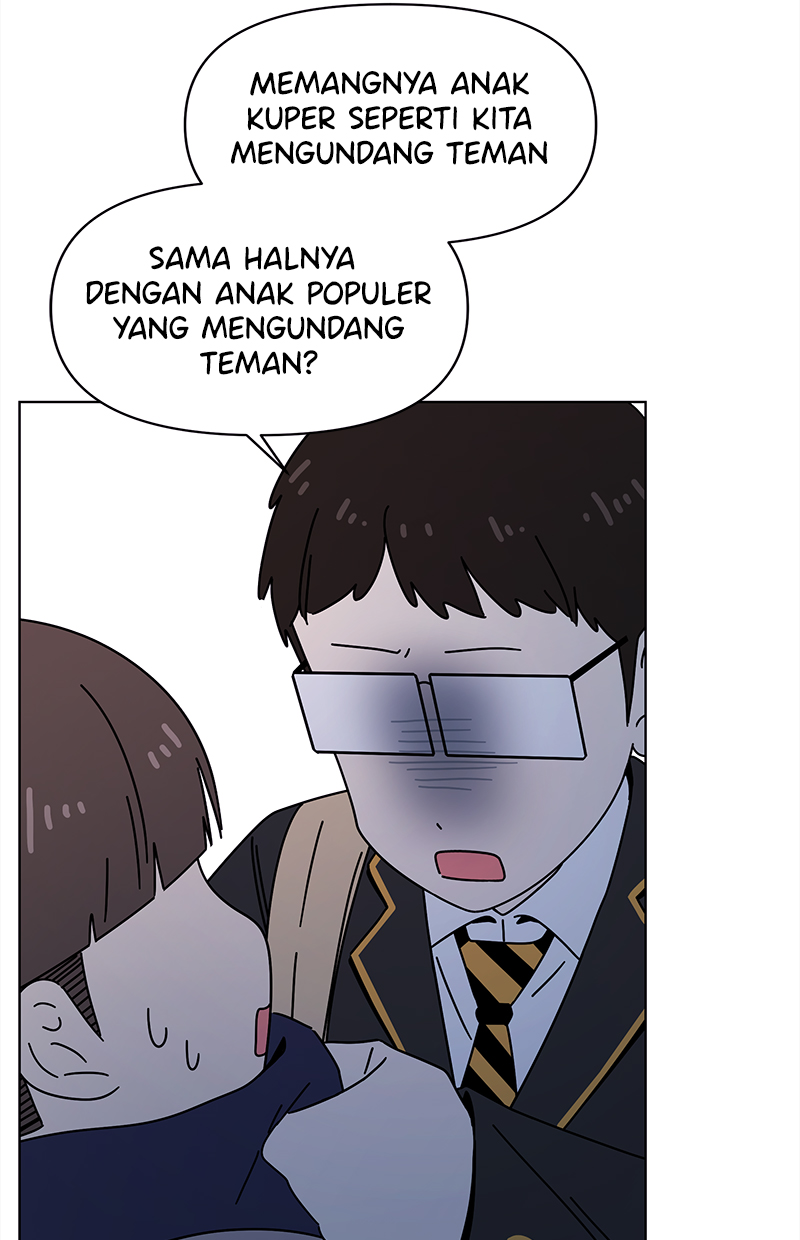 MEMANGNYA ANAK
KUPER SEPERTI KITA
MENGUNDANG TEMAN
SAMA HALNYA
DENGAN ANAK POPULER
YANG MENGUNDANG
TEMAN?